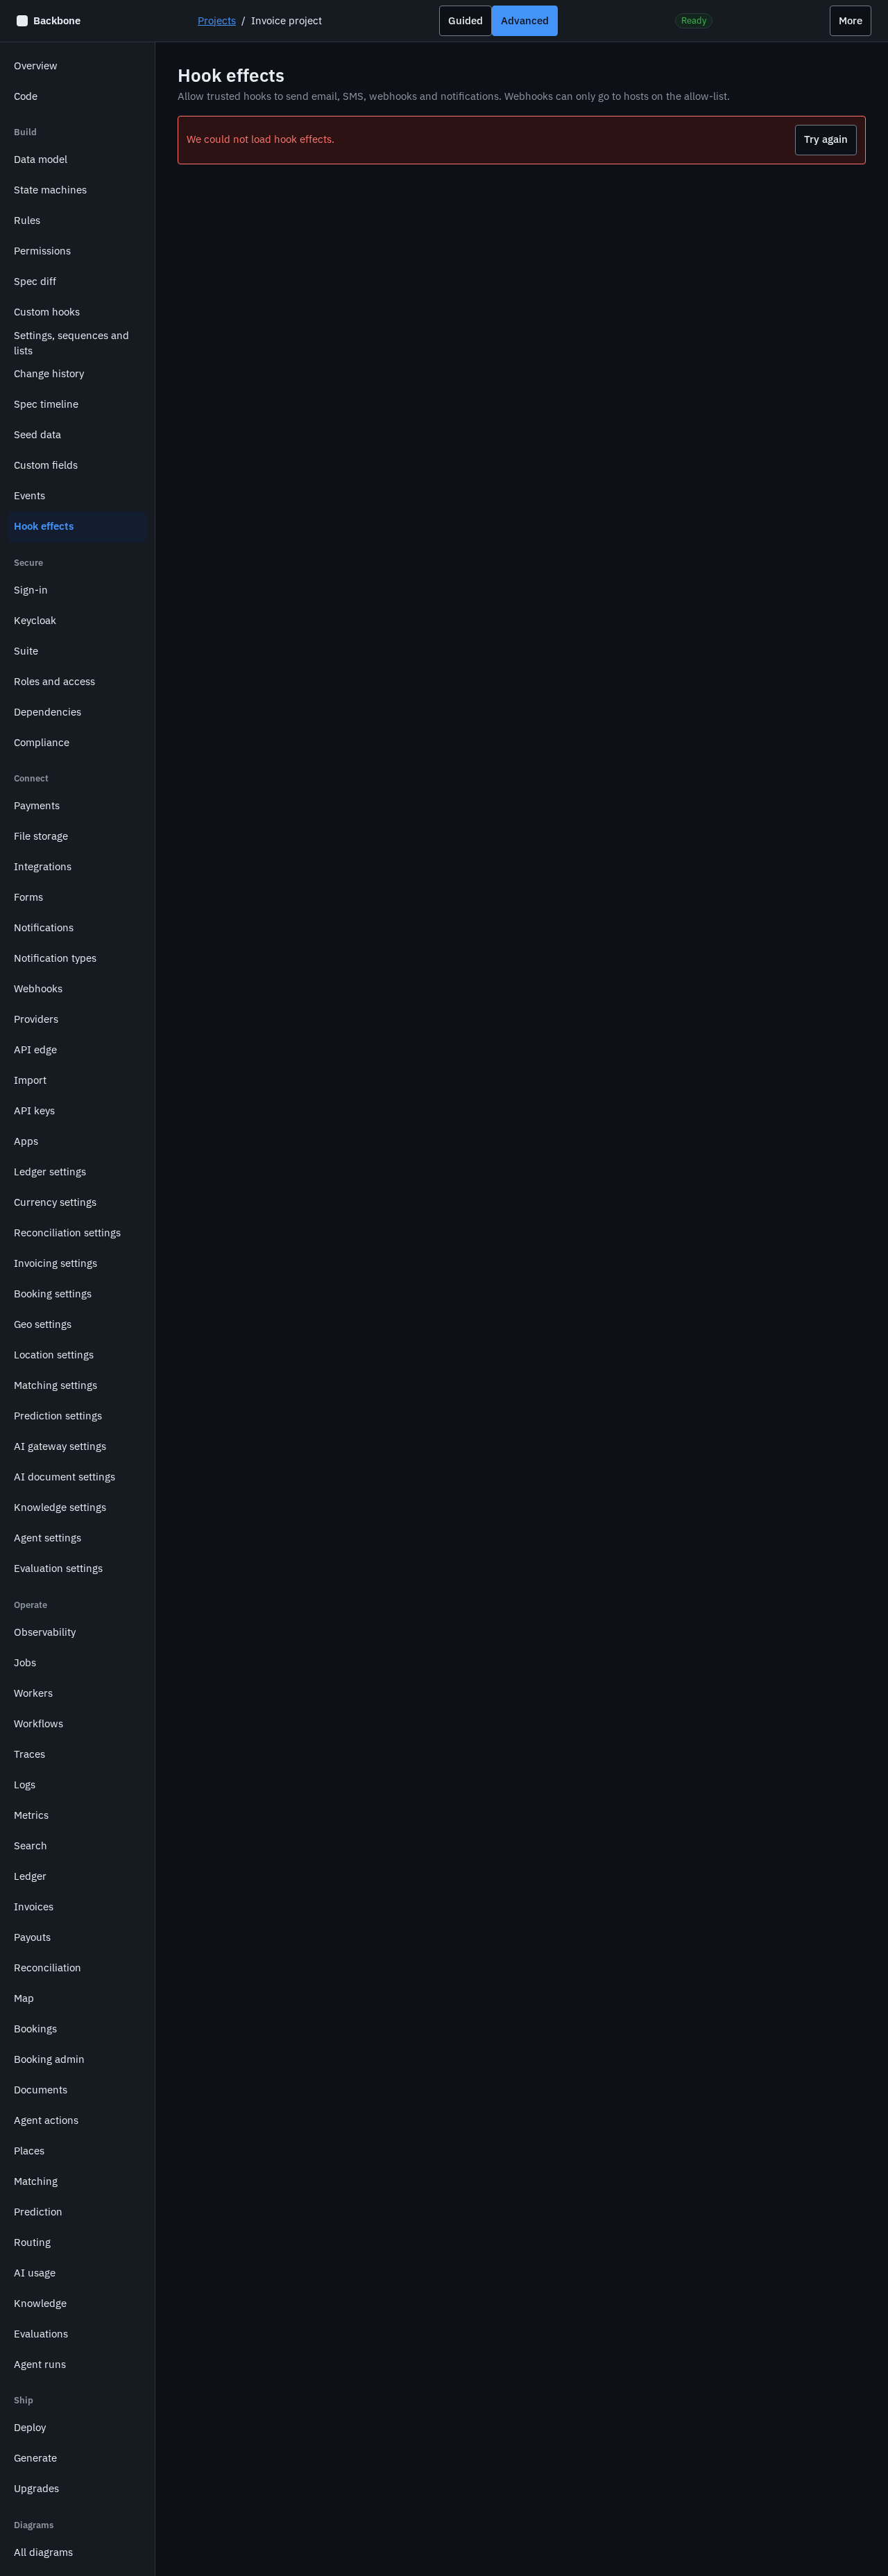 Backbone
Projects / Invoice project
Guided
Advanced
Ready
More
Overview
Code
Build
Data model
State machines
Rules
Permissions
Spec diff
Custom hooks
Settings, sequences and
lists
Change history
Spec timeline
Seed data
Custom fields
Events
Hook effects
Secure
Sign-in
Keycloak
Suite
Roles and access
Dependencies
Compliance
Connect
Payments
File storage
Integrations
Forms
Notifications
Notification types
Webhooks
Providers
API edge
Import
API keys
Apps
Ledger settings
Currency settings
Reconciliation settings
Invoicing settings
Booking settings
Geo settings
Location settings
Matching settings
Prediction settings
AI gateway settings
AI document settings
Knowledge settings
Agent settings
Evaluation settings
Operate
Observability
Jobs
Workers
Workflows
Traces
Logs
Metrics
Search
Ledger
Invoices
Payouts
Reconciliation
Map
Bookings
Booking admin
Documents
Agent actions
Places
Matching
Prediction
Routing
AI usage
Knowledge
Evaluations
Agent runs
Ship
Deploy
Generate
Upgrades
Diagrams
All diagrams
Hook effects
Allow trusted hooks to send email, SMS, webhooks and notifications. Webhooks can only go to hosts on the allow-list.
We could not load hook effects.
Try again